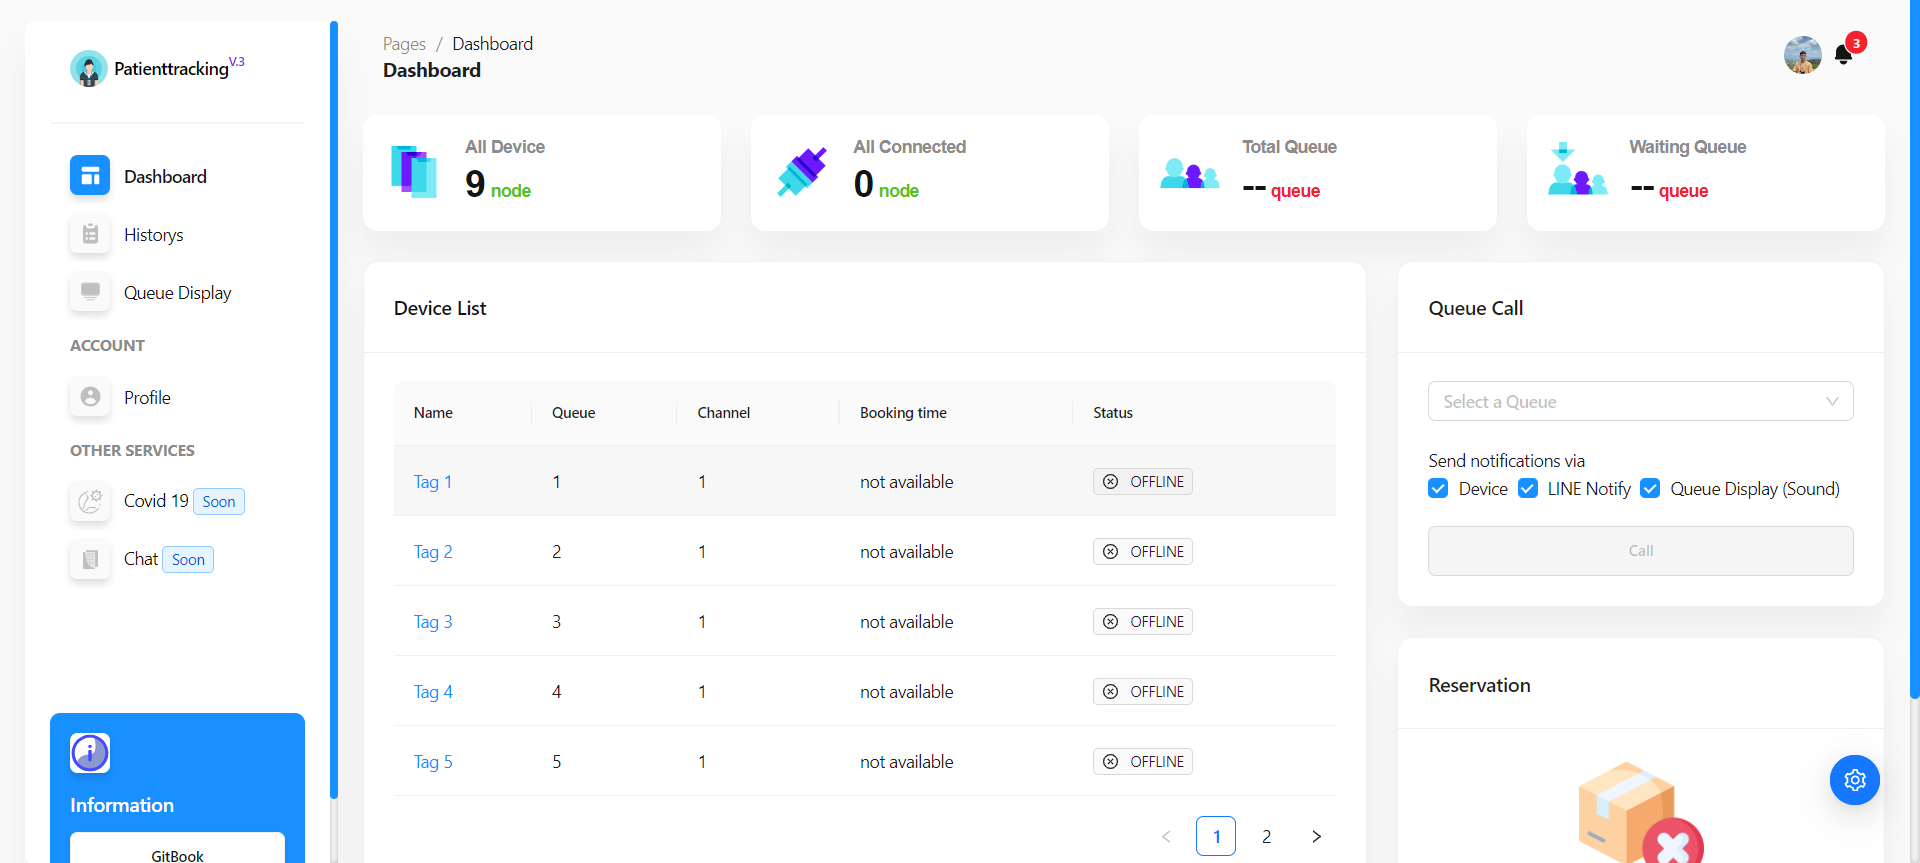 Patienttracking V.3
Dashboard
Historys
Queue Display
ACCOUNT
Profile
OTHER SERVICES
Covid 19 Soon
Chat Soon
Information
GitBook
Pages / Dashboard
Dashboard
3
All Device
9 node
All Connected
0 node
Total Queue
-- queue
Waiting Queue
-- queue
Device List
Name Queue Channel Booking time Status
Tag 1 1 1 not available OFFLINE
Tag 2 2 1 not available OFFLINE
Tag 3 3 1 not available OFFLINE
Tag 4 4 1 not available OFFLINE
Tag 5 5 1 not available OFFLINE
< 1 2 >
Queue Call
Select a Queue
Send notifications via
Device LINE Notify Queue Display (Sound)
Call
Reservation